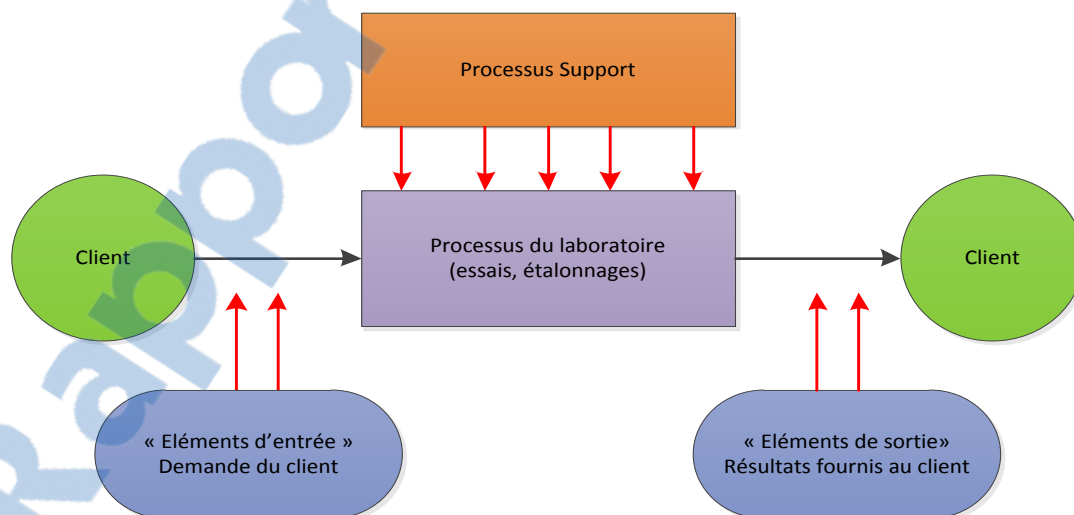 Processus Support
Client
Processus du laboratoire
(essais, étalonnages)
Client
« Eléments d’entrée »
Demande du client
« Eléments de sortie»
Résultats fournis au client
Rappor